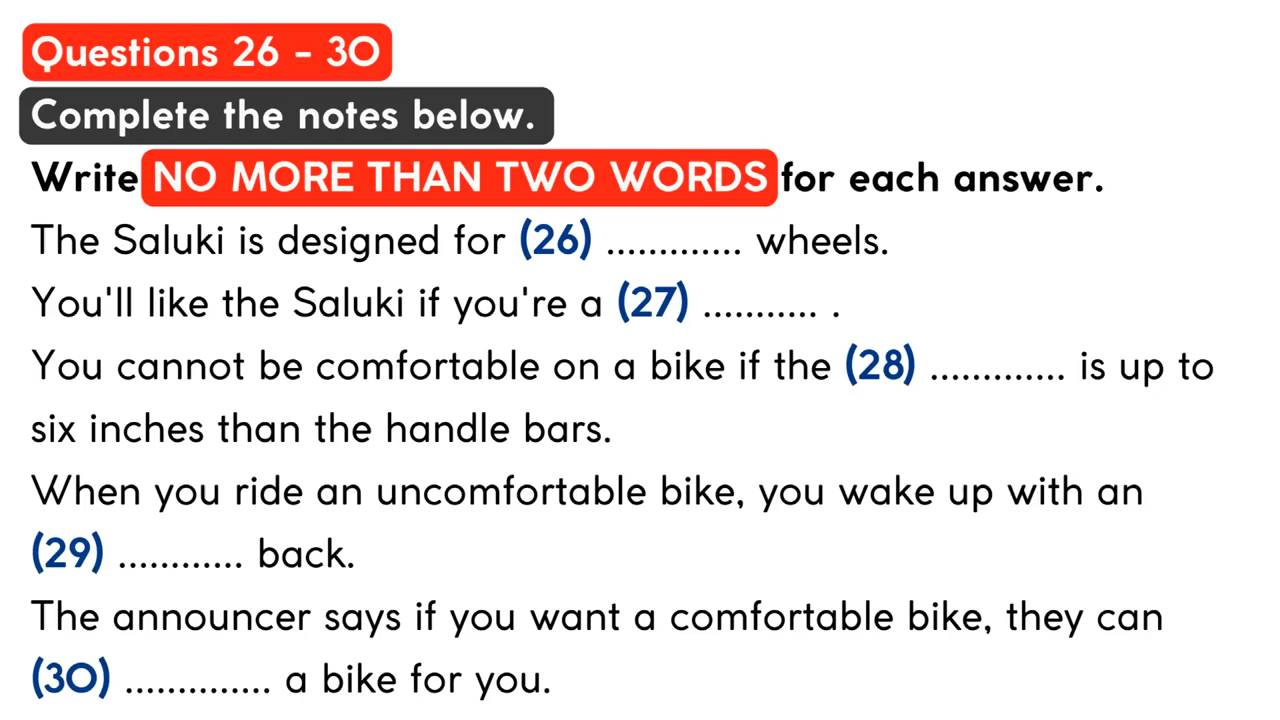 Questions 26 - 30
Complete the notes below.
Write NO MORE THAN TWO WORDS for each answer.
The Saluki is designed for (26) ............. wheels.
You'll like the Saluki if you're a (27) ........... .
You cannot be comfortable on a bike if the (28) ............. is up to
six inches than the handle bars.
When you ride an uncomfortable bike, you wake up with an
(29) ............ back.
The announcer says if you want a comfortable bike, they can
(30) .............. a bike for you.